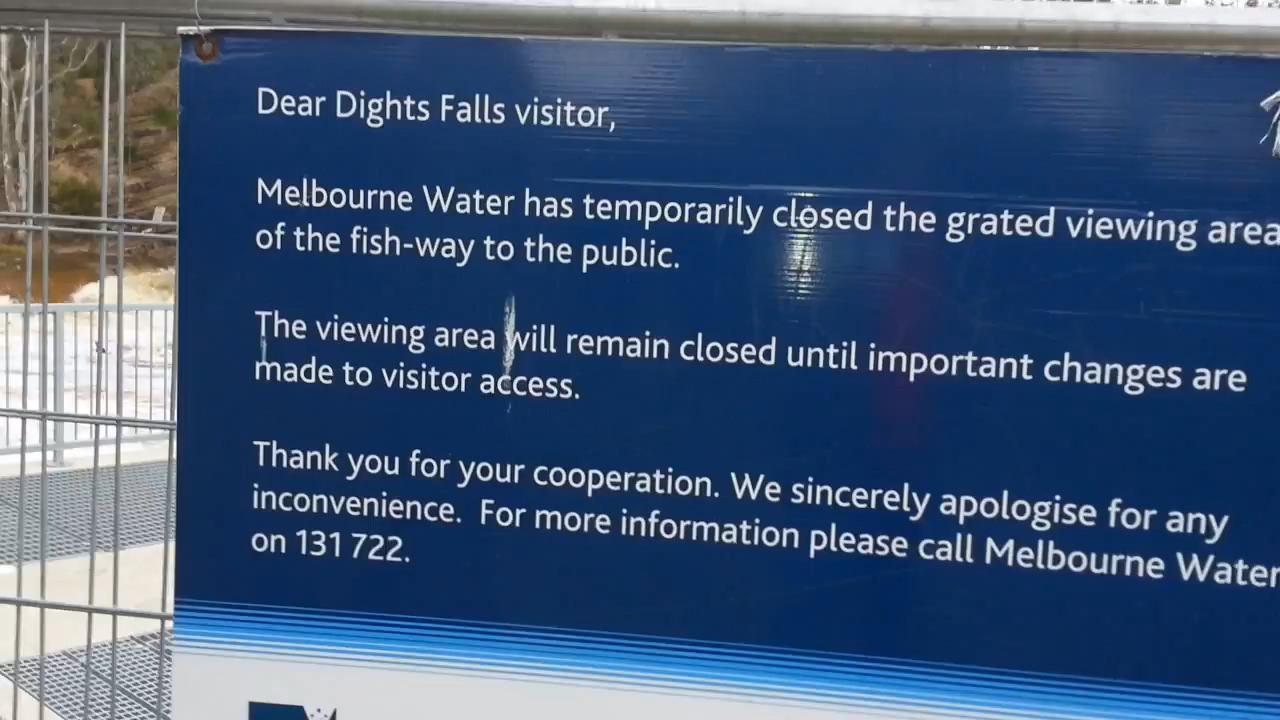 Dear Dights Falls visitor,
Melbourne Water has temporarily closed the grated viewing area
of the fish-way to the public.
The viewing area will remain closed until important changes are
made to visitor access.
Thank you for your cooperation. We sincerely apologise for any
inconvenience. For more information please call Melbourne Water
on 131 722.